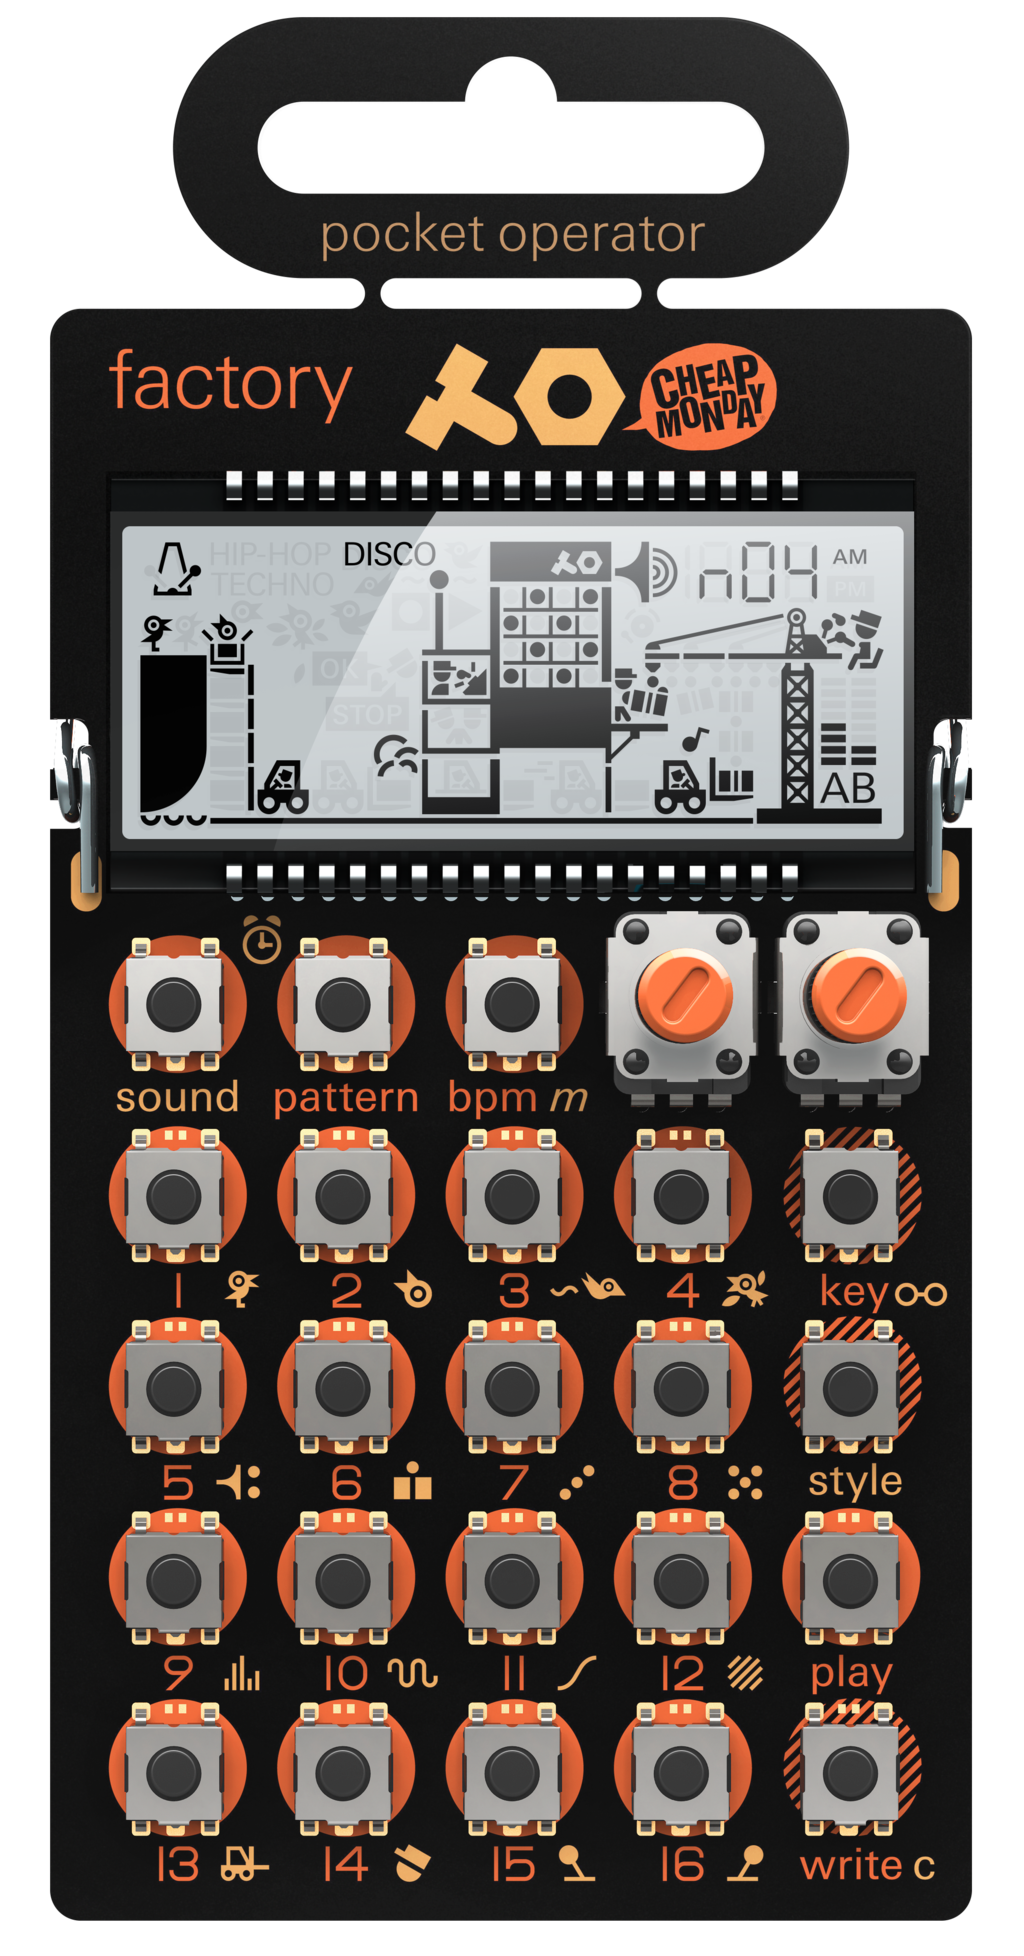 pocket operator
factory
CHEAP
MONDAY
HIP-HOP DISCO
TECHNO
n04 AM
PM
OK
STOP
AB
sound pattern bpm m
1 2 3 4 key
5 6 7 8 style
9 10 11 12 play
13 14 15 16 write c